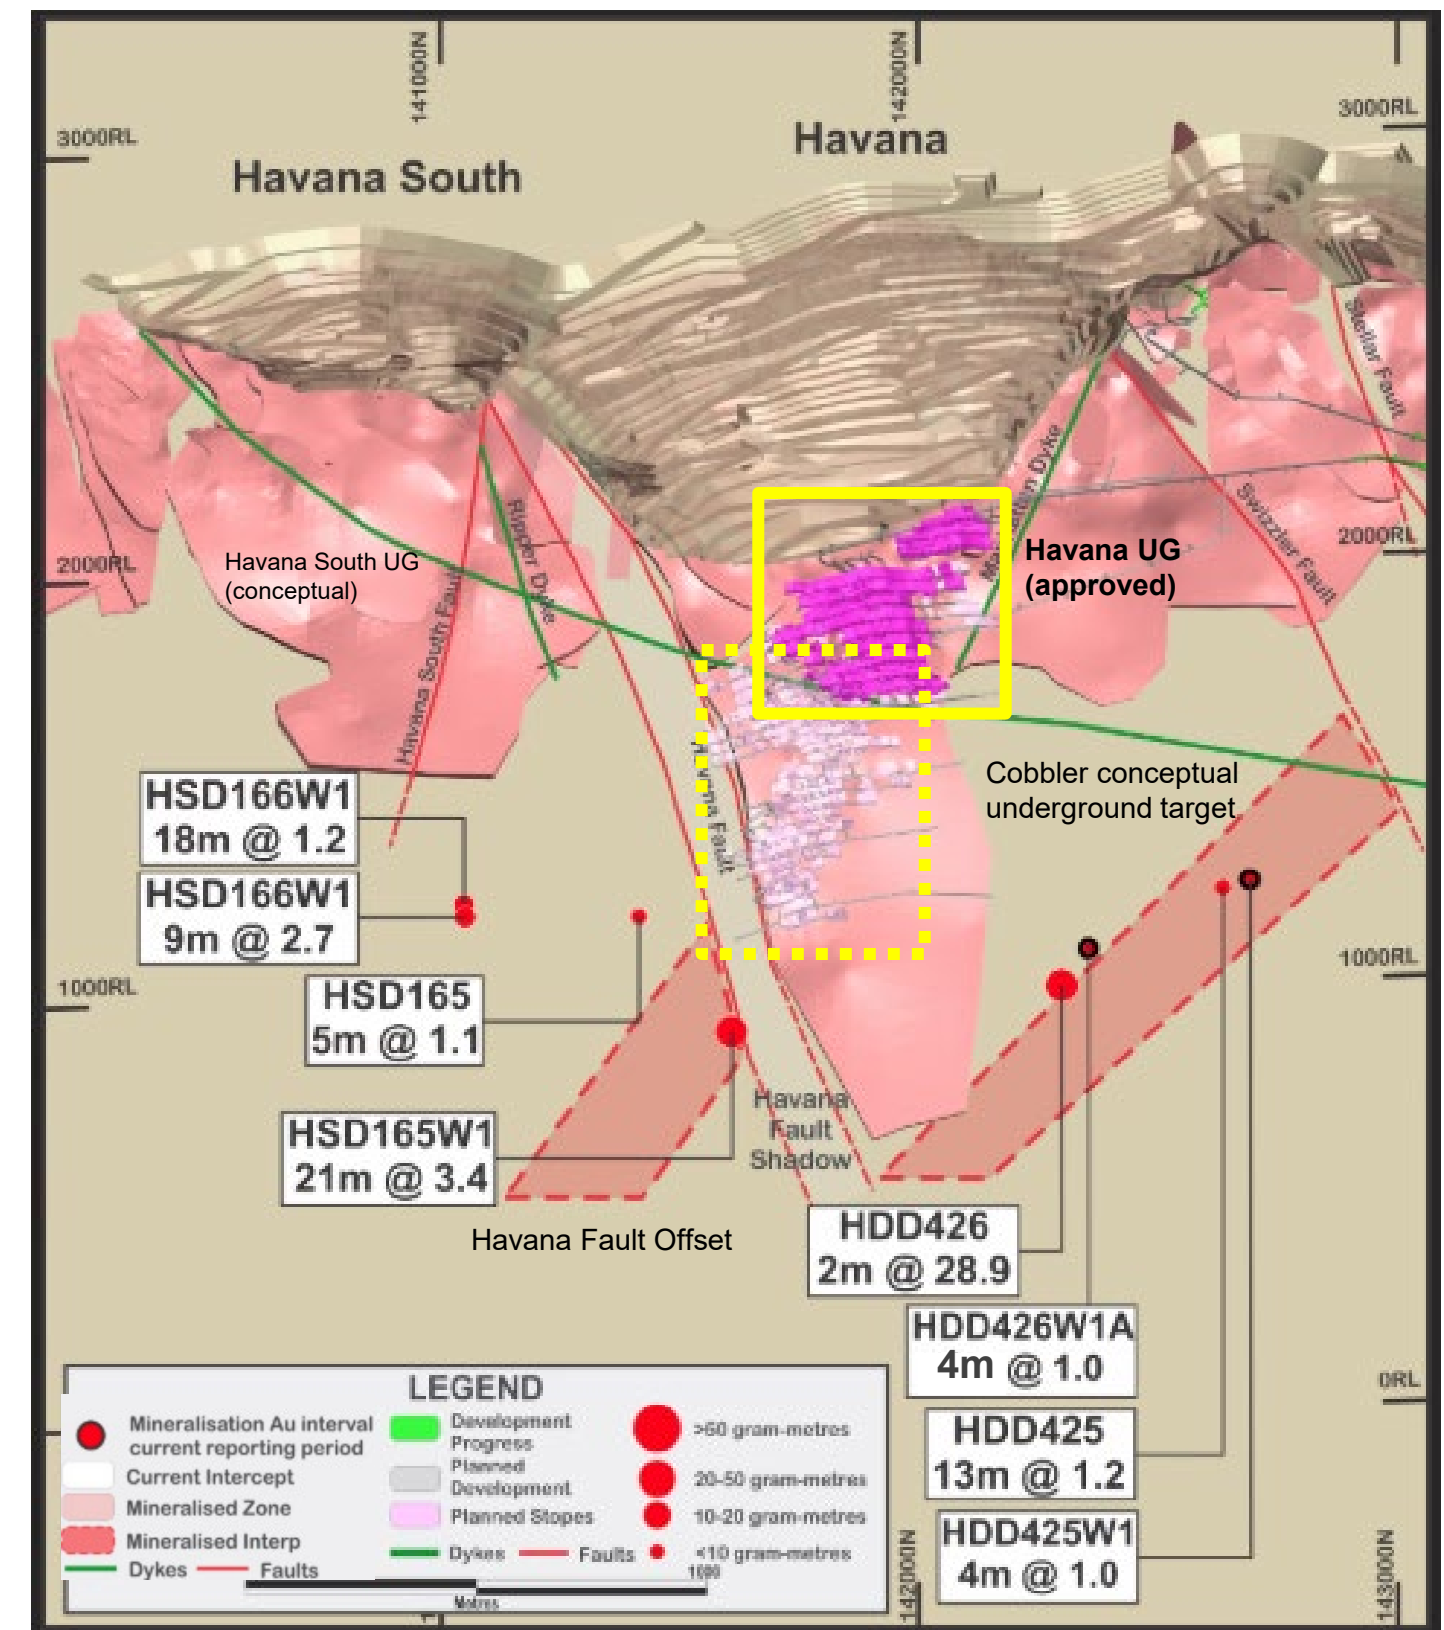 141000N
142000N
3000RL
3000RL
Havana
Havana South
Stellar Fault
Dyke
Swizzler Fault
Ripper Dyke
2000RL
2000RL
Havana South UG
(conceptual)
Havana UG
(approved)
Havana South Fault
Havana Fault
Cobbler conceptual
underground target
HSD166W1
18m @ 1.2
HSD166W1
9m @ 2.7
1000RL
1000RL
HSD165
5m @ 1.1
Havana
Fault
Shadow
HSD165W1
21m @ 3.4
Havana Fault Offset
HDD426
2m @ 28.9
HDD426W1A
4m @ 1.0
0RL
HDD425
13m @ 1.2
HDD425W1
4m @ 1.0
LEGEND
Mineralisation Au interval
current reporting period
Current Intercept
Mineralised Zone
Mineralised Interp
Dykes
Faults
Development
Progress
Planned
Development
Planned Stopes
Dykes
Faults
>50 gram-metres
20-50 gram-metres
10-20 gram-metres
<10 gram-metres
1000
Metres
142000N
143000N